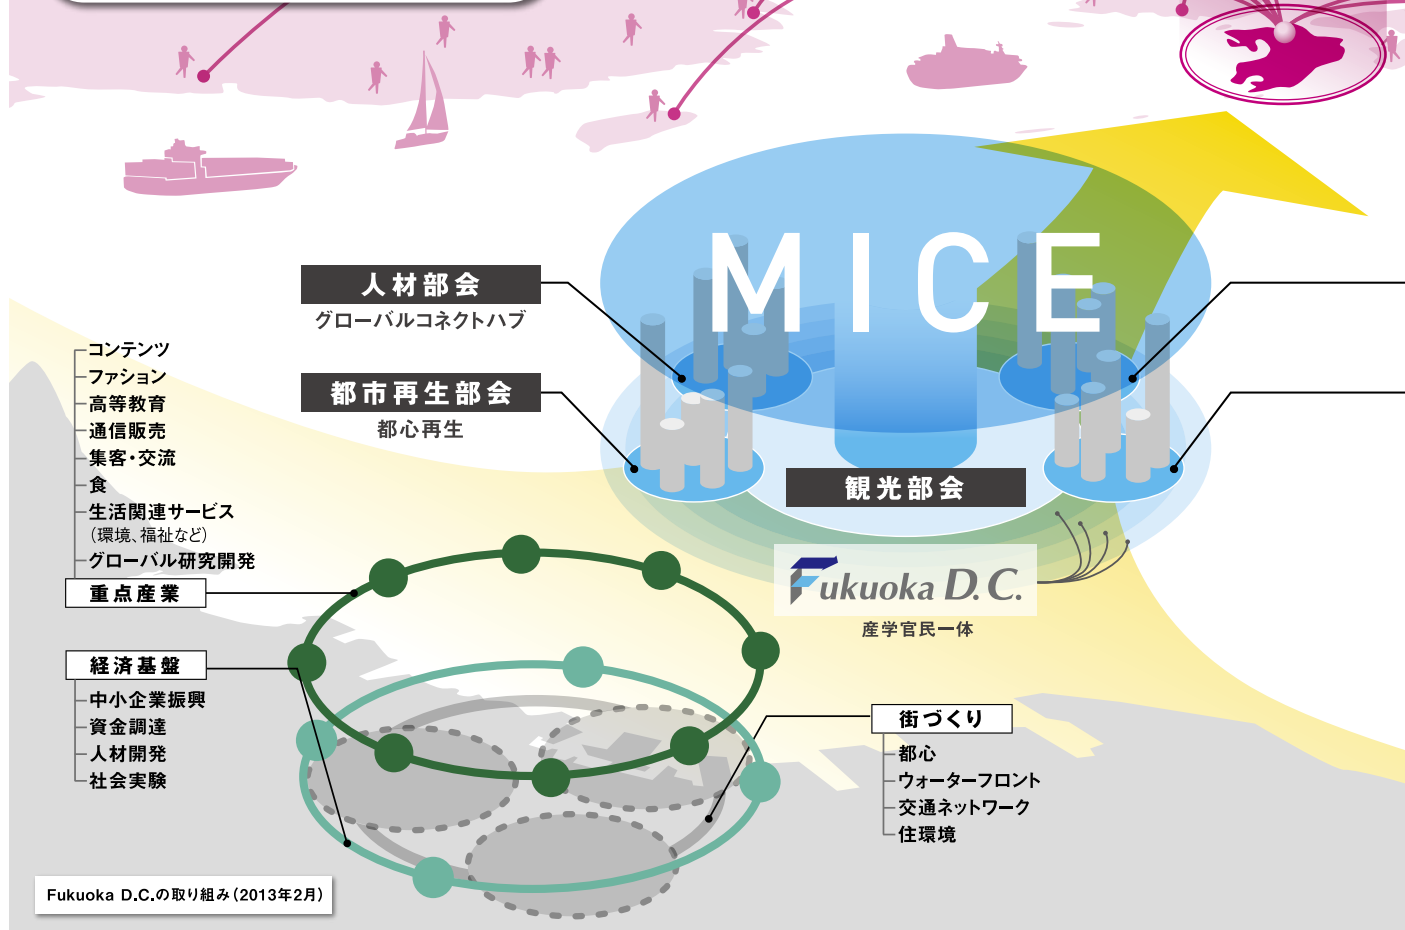 MICE
人材部会
グローバルコネクトハブ
都市再生部会
都心再生
観光部会
Fukuoka D.C.
産学官民一体
コンテンツ
ファション
高等教育
通信販売
集客・交流
食
生活関連サービス
(環境、福祉など)
グローバル研究開発
重点産業
経済基盤
中小企業振興
資金調達
人材開発
社会実験
街づくり
都心
ウォーターフロント
交通ネットワーク
住環境
Fukuoka D.C.の取り組み(2013年2月)